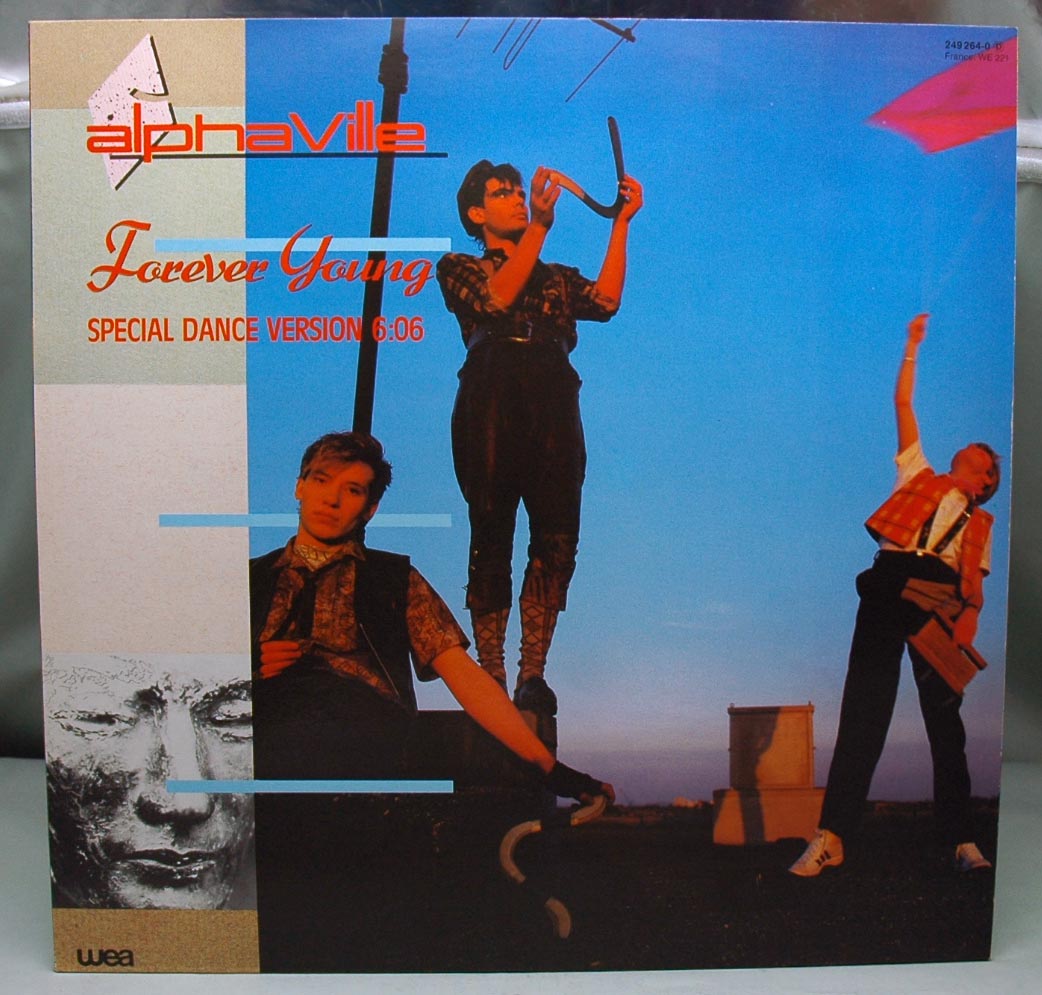 alphaville
Forever Young
SPECIAL DANCE VERSION 6:06
249 264-0
France: WE 221
wea